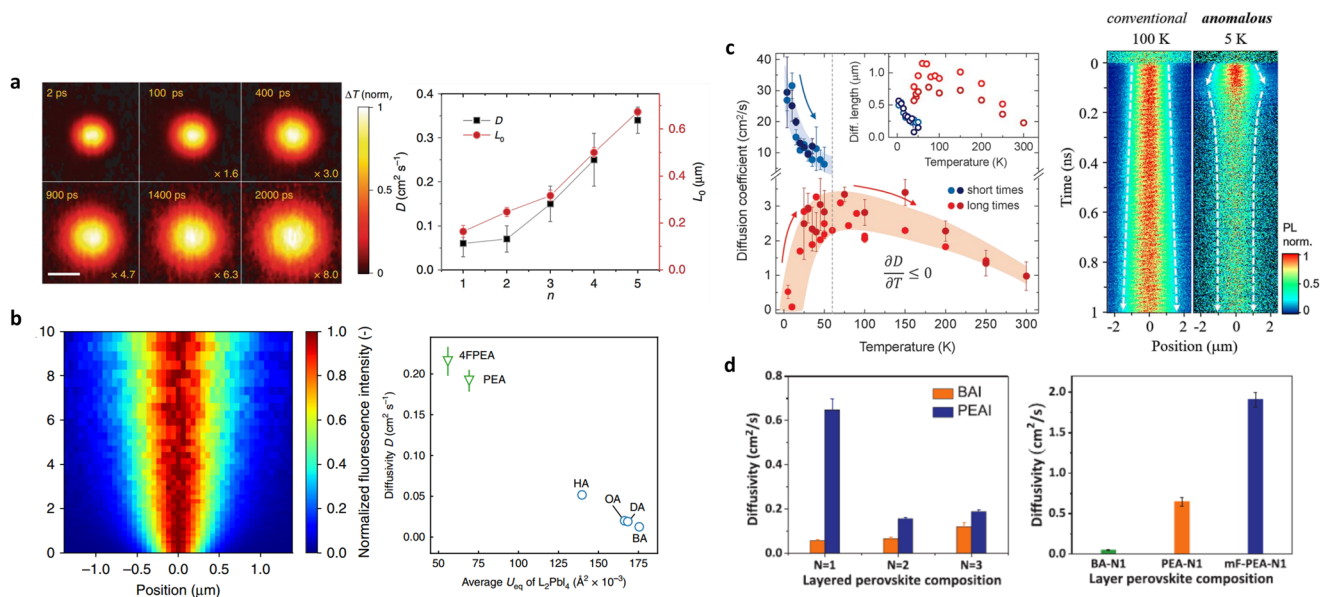 a
2 ps
100 ps
400 ps
× 1.6
× 3.0
900 ps
1400 ps
2000 ps
× 4.7
× 6.3
× 8.0
ΔT (norm,
1
0.5
0
D (cm² s⁻¹)
0.4
0.3
0.2
0.1
0.0
D
L₀
1 2 3 4 5
n
0.6
0.4
0.2
0.0
L₀ (μm)
b
10
8
6
4
2
0
−1.0 −0.5 0.0 0.5 1.0
Position (μm)
1.0
0.9
0.8
0.7
0.6
0.5
0.4
0.3
0.2
0.1
0.0
Normalized fluorescence intensity (-)
Diffusivity D (cm² s⁻¹)
0.20
0.15
0.10
0.05
0.00
4FPEA
PEA
HA
OA
DA
BA
50 75 100 125 150 175
Average Ueq of L₂PbI₄ (Å² × 10⁻³)
c
Diffusion coefficient (cm²/s)
40
30
20
10
3
2
1
0
Diff. length (μm)
1.0
0.5
0
0 100 200 300
Temperature (K)
short times
long times
∂D/∂T ≤ 0
0 50 100 150 200 250 300
Temperature (K)
conventional
100 K
anomalous
5 K
Time (ns)
0
0.2
0.4
0.6
0.8
1
-2 0 2
-2 0 2
Position (μm)
PL
norm.
1
0.5
0
d
Diffusivity (cm²/s)
0.8
0.6
0.4
0.2
0.0
BAI
PEAI
N=1 N=2 N=3
Layered perovskite composition
Diffusivity (cm²/s)
2.0
1.5
1.0
0.5
0.0
BA-N1 PEA-N1 mF-PEA-N1
Layer perovskite composition